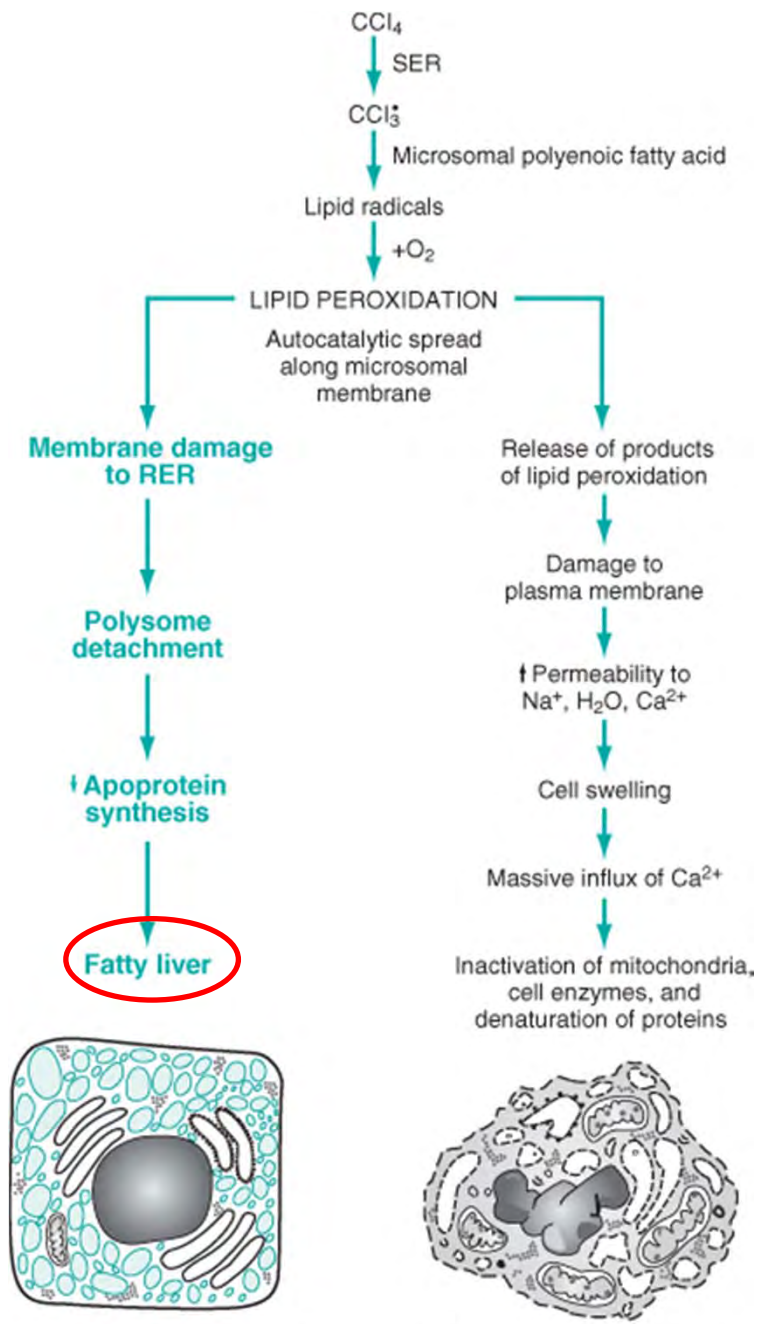 CCl₄
SER
CCl₃•
Microsomal polyenoic fatty acid
Lipid radicals
+O₂
LIPID PEROXIDATION
Autocatalytic spread
along microsomal
membrane
Membrane damage
to RER
Polysome
detachment
↓ Apoprotein
synthesis
Fatty liver
Release of products
of lipid peroxidation
Damage to
plasma membrane
↑ Permeability to
Na⁺, H₂O, Ca²⁺
Cell swelling
Massive influx of Ca²⁺
Inactivation of mitochondria,
cell enzymes, and
denaturation of proteins